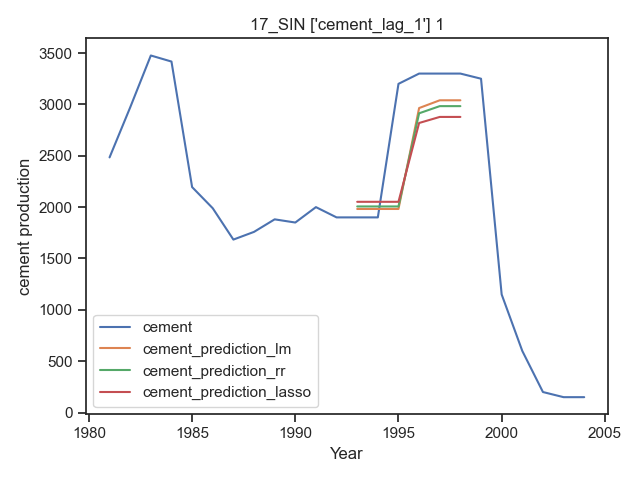 17_SIN ['cement_lag_1'] 1
3500
3000
2500
2000
1500
1000
500
0
cement production
cement
cement_prediction_lm
cement_prediction_rr
cement_prediction_lasso
1980 1985 1990 1995 2000 2005
Year